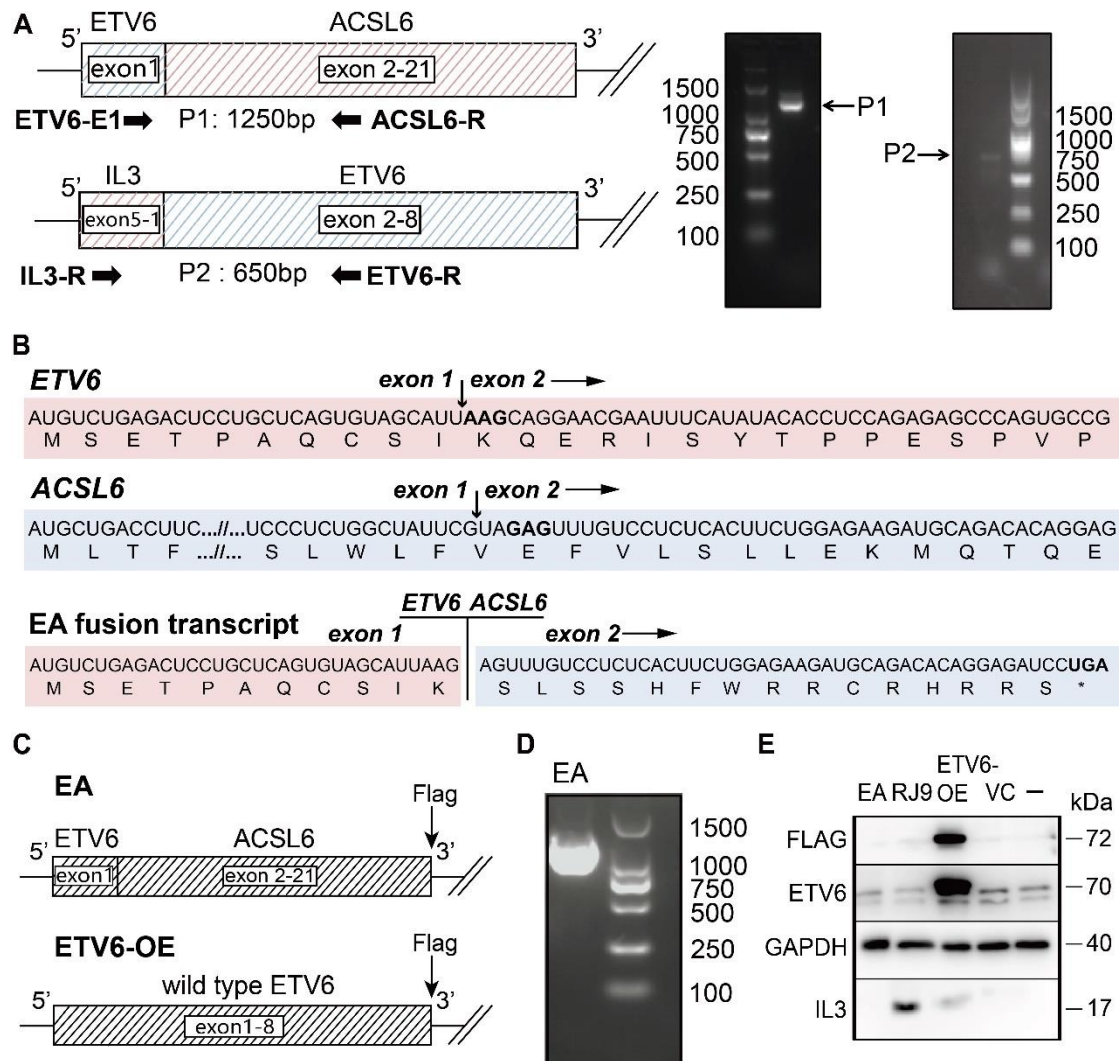 A
ETV6 ACSL6
5' 3'
exon1 exon 2-21
ETV6-E1 P1: 1250bp ACSL6-R
IL3 ETV6
5' 3'
exon5-1 exon 2-8
IL3-R P2 : 650bp ETV6-R
1500
1000
750
500
250
100
P1
P2
1500
1000
750
500
250
100
B
ETV6 exon 1 exon 2
AUGUCUGAGACUCCUGCUCAGUGUAGCAUUAAGCAGGAACGAAUUUCAUAUACACCUCCAGAGAGCCCAGUGCCG
M S E T P A Q C S I K Q E R I S Y T P P E S P V P
ACSL6 exon 1 exon 2
AUGCUGACCUUC...//...UCCCUCUGGCUAUUCGUAGAGUUUGUCCUCUCACUUCUGGAGAAGAUGCAGACACAGGAG
M L T F ...//... S L W L F V E F V L S L L E K M Q T Q E
EA fusion transcript exon 1 ETV6 ACSL6 exon 2
AUGUCUGAGACUCCUGCUCAGUGUAGCAUUAAG AGUUUGUCCUCUCACUUCUGGAGAAGAUGCAGACACAGGAGAUCCUGA
M S E T P A Q C S I K S L S S H F W R R C R H R R S *
C
EA
Flag
ETV6 ACSL6
5' 3'
exon1 exon 2-21
ETV6-OE
Flag
wild type ETV6
5' 3'
exon1-8
D
EA
1500
1000
750
500
250
100
E
ETV6-
EA RJ9 OE VC – kDa
FLAG 72
ETV6 70
GAPDH 40
IL3 17